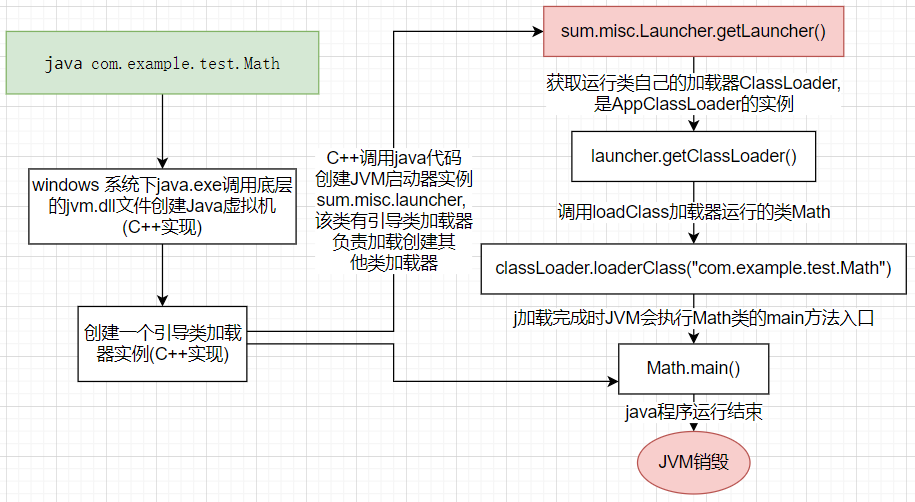 java com.example.test.Math
windows 系统下java.exe调用底层
的jvm.dll文件创建Java虚拟机
(C++实现)
创建一个引导类加载
器实例(C++实现)
C++调用java代码
创建JVM启动器实例
sum.misc.launcher,
该类有引导类加载器
负责加载创建其
他类加载器
sum.misc.Launcher.getLauncher()
获取运行类自己的加载器ClassLoader,
是AppClassLoader的实例
launcher.getClassLoader()
调用loadClass加载器运行的类Math
classLoader.loaderClass("com.example.test.Math")
j加载完成时JVM会执行Math类的main方法入口
Math.main()
java程序运行结束
JVM销毁